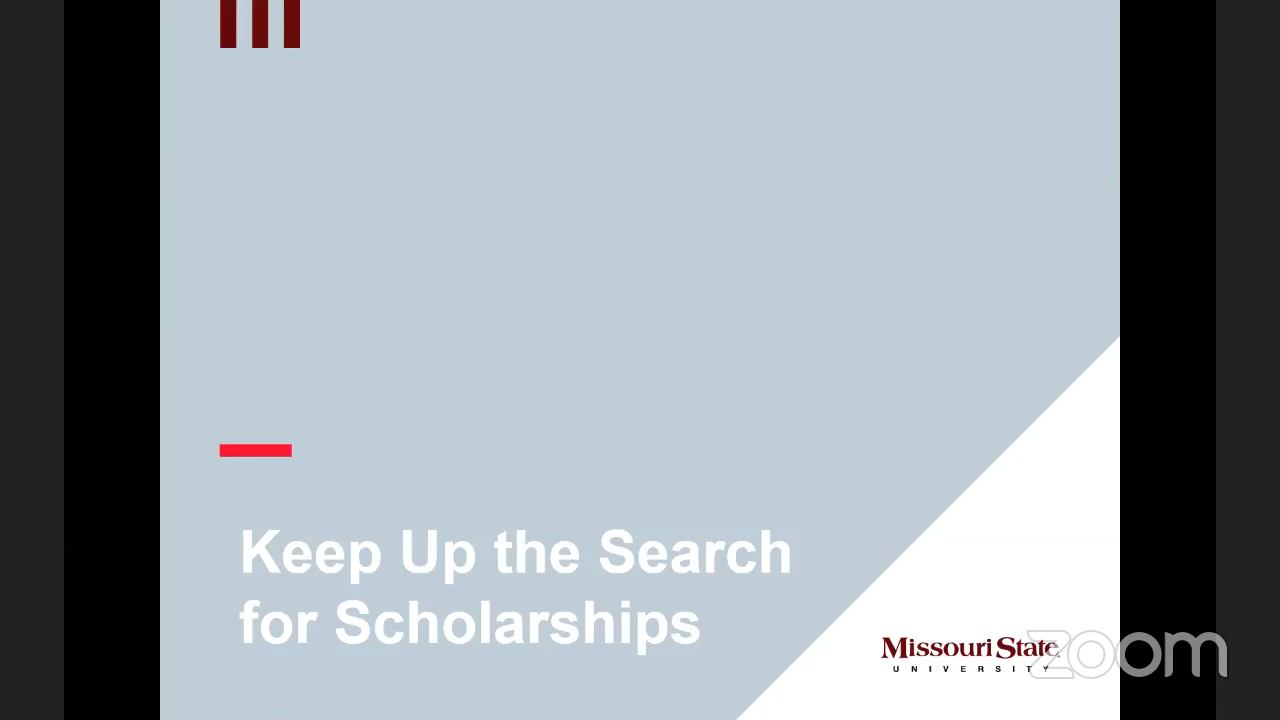 Keep Up the Search
for Scholarships
Missouri State
UNIVERSITY
zoom